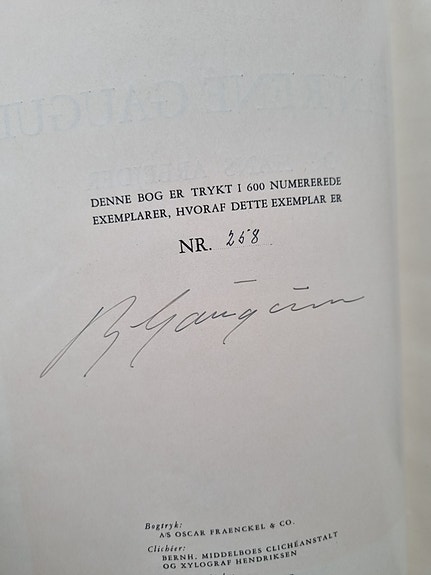 DENNE BOG ER TRYKT I 600 NUMEREREDE
EXEMPLARER, HVORAF DETTE EXEMPLAR ER
NR. 258
Gauguin
Bogtryk:
A/S OSCAR FRAENCKEL & CO.
Clichéer:
BERNH. MIDDELBOES CLICHÉANSTALT
OG XYLOGRAF HENDRIKSEN